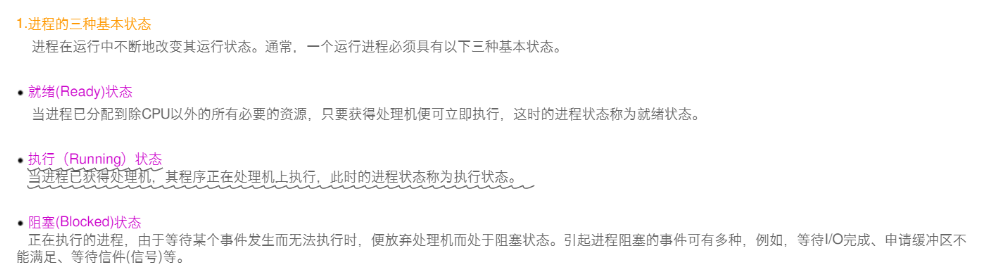 1.进程的三种基本状态
进程在运行中不断地改变其运行状态。通常，一个运行进程必须具有以下三种基本状态。
• 就绪(Ready)状态
当进程已分配到除CPU以外的所有必要的资源，只要获得处理机便可立即执行，这时的进程状态称为就绪状态。
• 执行（Running）状态
当进程已获得处理机，其程序正在处理机上执行，此时的进程状态称为执行状态。
• 阻塞(Blocked)状态
正在执行的进程，由于等待某个事件发生而无法执行时，便放弃处理机而处于阻塞状态。引起进程阻塞的事件可有多种，例如，等待I/O完成、申请缓冲区不
能满足、等待信件(信号)等。